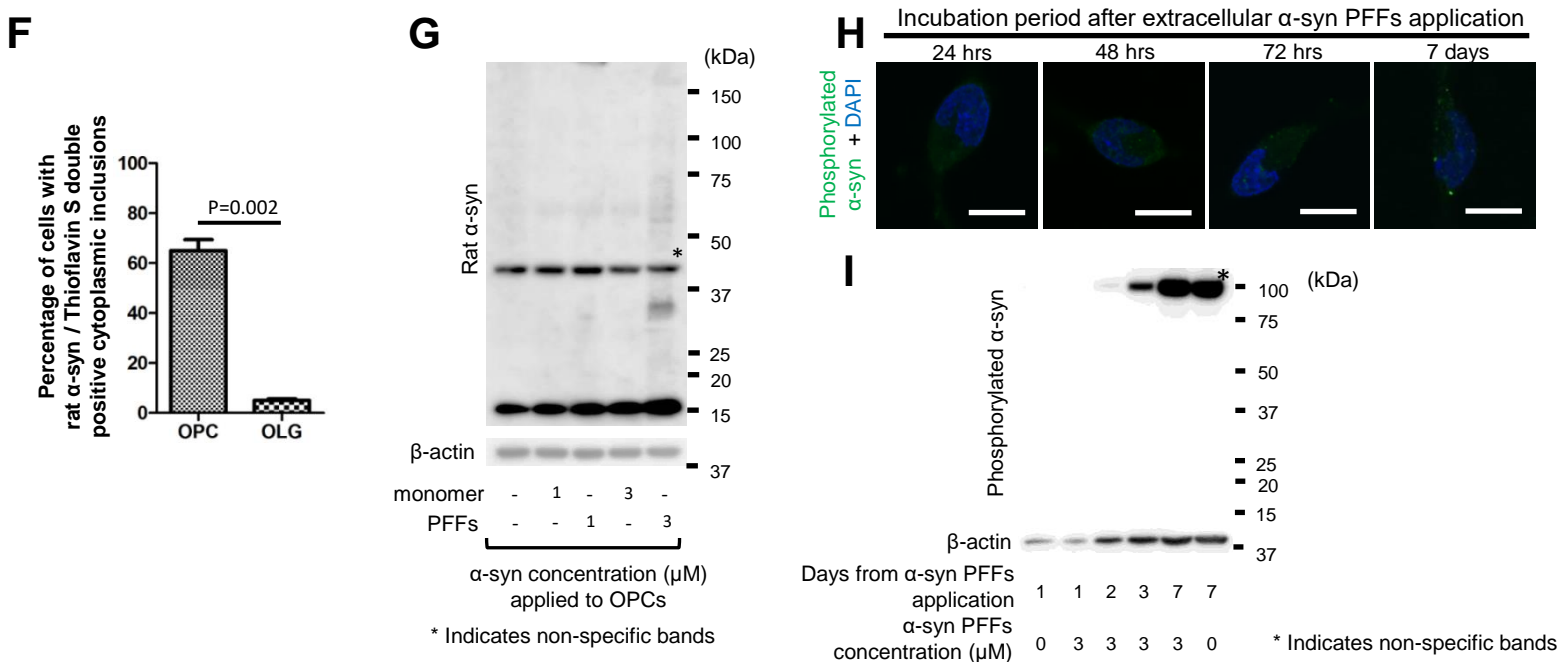 F
Percentage of cells with
rat α-syn / Thioflavin S double
positive cytoplasmic inclusions
100
80
60
40
20
0
P=0.002
OPC OLG
G
(kDa)
Rat α-syn
150
100
75
50
*
37
25
20
15
β-actin
37
monomer - 1 - 3 -
PFFs - - 1 - 3
α-syn concentration (μM)
applied to OPCs
* Indicates non-specific bands
H
Incubation period after extracellular α-syn PFFs application
24 hrs 48 hrs 72 hrs 7 days
Phosphorylated
α-syn + DAPI
I
* (kDa)
Phosphorylated α-syn
100
75
50
37
25
20
15
β-actin
37
Days from α-syn PFFs
application 1 1 2 3 7 7
α-syn PFFs
concentration (μM) 0 3 3 3 3 0
* Indicates non-specific bands